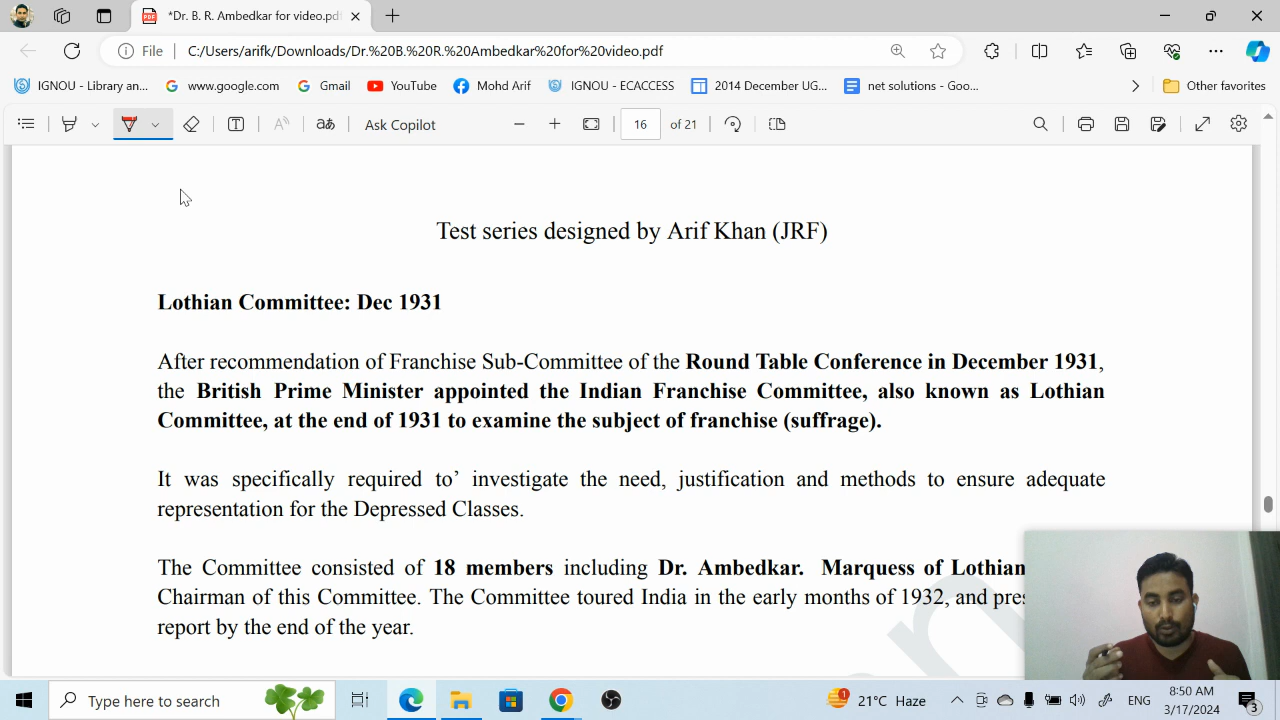 *Dr. B. R. Ambedkar for video.pdf
File
C:/Users/arifk/Downloads/Dr.%20B.%20R.%20Ambedkar%20for%20video.pdf
IGNOU - Library an...
www.google.com
Gmail
YouTube
Mohd Arif
IGNOU - ECACCESS
2014 December UG...
net solutions - Goo...
Other favorites
Ask Copilot
16 of 21
Test series designed by Arif Khan (JRF)
Lothian Committee: Dec 1931
After recommendation of Franchise Sub-Committee of the Round Table Conference in December 1931,
the British Prime Minister appointed the Indian Franchise Committee, also known as Lothian
Committee, at the end of 1931 to examine the subject of franchise (suffrage).
It was specifically required to’ investigate the need, justification and methods to ensure adequate
representation for the Depressed Classes.
The Committee consisted of 18 members including Dr. Ambedkar. Marquess of Lothian
Chairman of this Committee. The Committee toured India in the early months of 1932, and pres
report by the end of the year.
Type here to search
1
21°C Haze
ENG
8:50 AM
3/17/2024
3